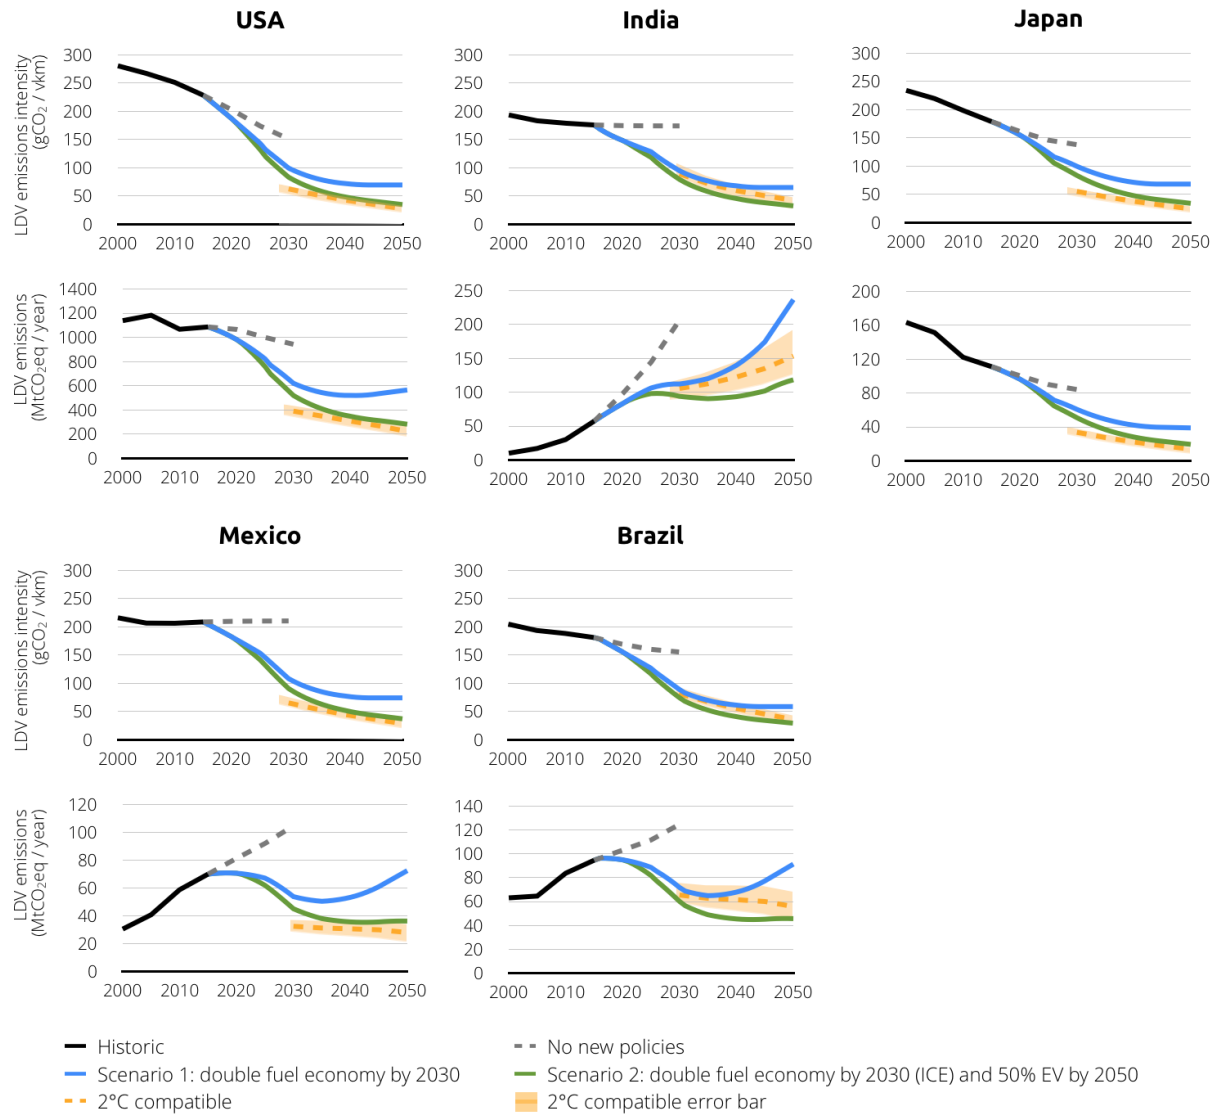 USA
India
Japan
LDV emissions intensity
(gCO₂ / vkm)
300
250
200
150
100
50
0
2000 2010 2020 2030 2040 2050
300
250
200
150
100
50
0
2000 2010 2020 2030 2040 2050
300
250
200
150
100
50
0
2000 2010 2020 2030 2040 2050
LDV emissions
(MtCO₂eq / year)
1400
1200
1000
800
600
400
200
0
2000 2010 2020 2030 2040 2050
250
200
150
100
50
0
2000 2010 2020 2030 2040 2050
200
160
120
80
40
0
2000 2010 2020 2030 2040 2050
Mexico
Brazil
LDV emissions intensity
(gCO₂ / vkm)
300
250
200
150
100
50
0
2000 2010 2020 2030 2040 2050
300
250
200
150
100
50
0
2000 2010 2020 2030 2040 2050
LDV emissions
(MtCO₂eq / year)
120
100
80
60
40
20
0
2000 2010 2020 2030 2040 2050
140
120
100
80
60
40
20
0
2000 2010 2020 2030 2040 2050
Historic
No new policies
Scenario 1: double fuel economy by 2030
Scenario 2: double fuel economy by 2030 (ICE) and 50% EV by 2050
2°C compatible
2°C compatible error bar